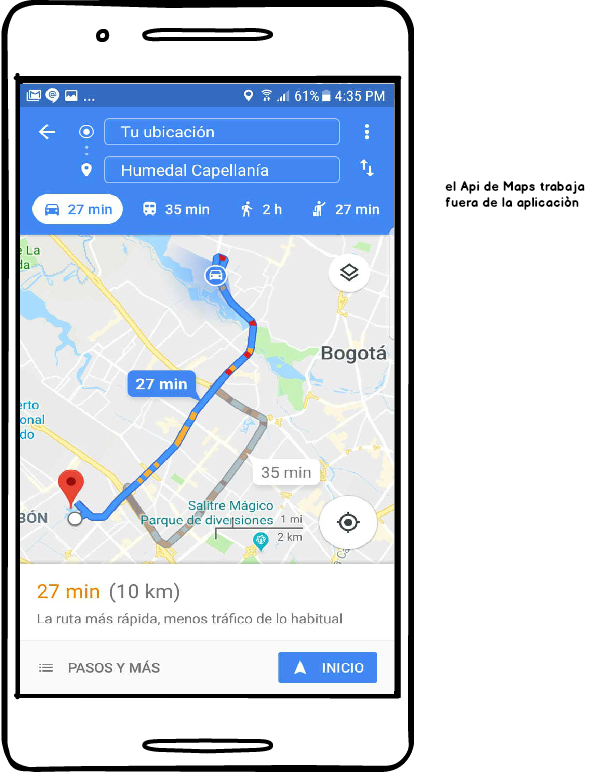 ... 61% 4:35 PM
Tu ubicación
Humedal Capellanía
27 min 35 min 2 h 27 min
e La
da
Bogotá
27 min
erto
onal
do
35 min
BÓN
Salitre Mágico
Parque de diversiones
1 mi
2 km
Ca
27 min (10 km)
La ruta más rápida, menos tráfico de lo habitual
PASOS Y MÁS INICIO
el Api de Maps trabaja
fuera de la aplicaciòn